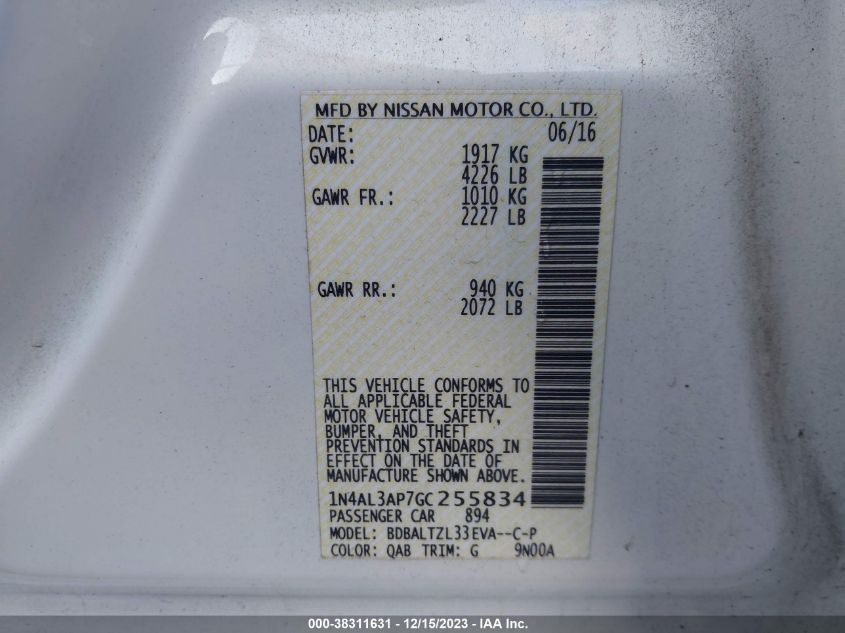 MFD BY NISSAN MOTOR CO., LTD.
DATE: 06/16
GVWR: 1917 KG
4226 LB
GAWR FR.: 1010 KG
2227 LB
GAWR RR.: 940 KG
2072 LB
THIS VEHICLE CONFORMS TO
ALL APPLICABLE FEDERAL
MOTOR VEHICLE SAFETY,
BUMPER, AND THEFT
PREVENTION STANDARDS IN
EFFECT ON THE DATE OF
MANUFACTURE SHOWN ABOVE.
1N4AL3AP7GC255834
PASSENGER CAR 894
MODEL: BDBALTZL33EVA--C-P
COLOR: QAB TRIM: G 9N00A
000-38311631 - 12/15/2023 - IAA Inc.